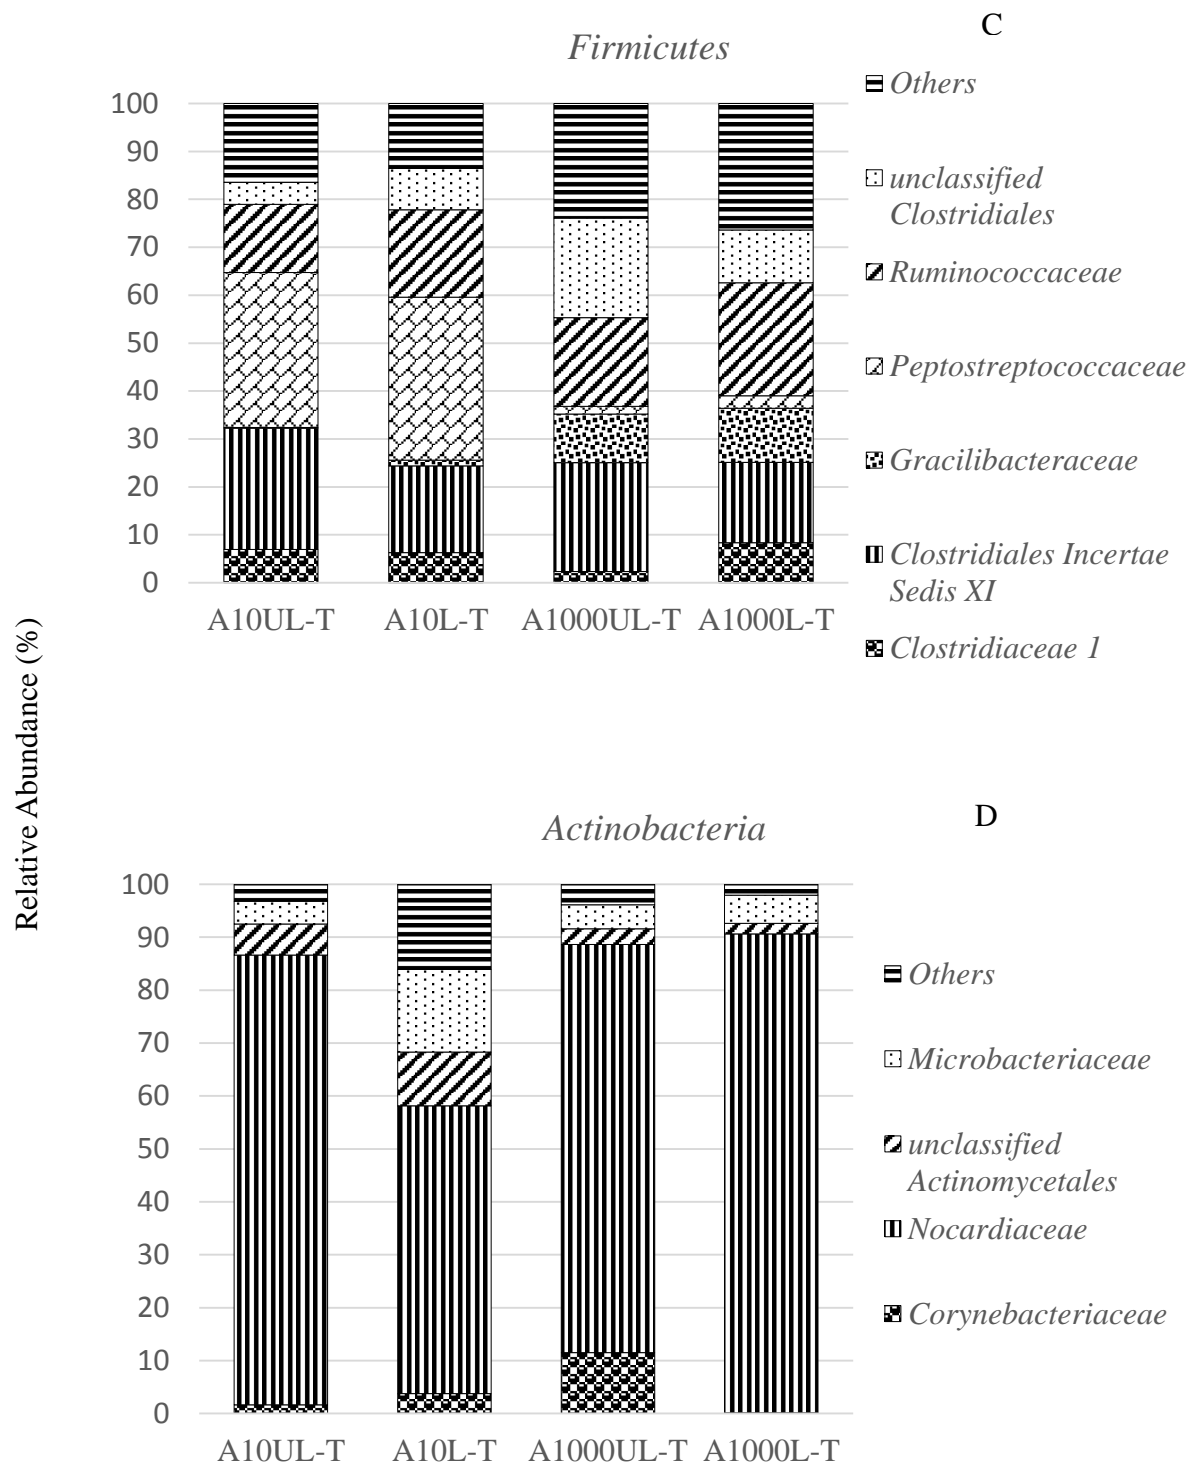 C
Firmicutes
100
90
80
70
60
50
40
30
20
10
0
A10UL-T A10L-T A1000UL-T A1000L-T
Others
unclassified
Clostridiales
Ruminococcaceae
Peptostreptococcaceae
Gracilibacteraceae
Clostridiales Incertae
Sedis XI
Clostridiaceae 1
Relative Abundance (%)
D
Actinobacteria
100
90
80
70
60
50
40
30
20
10
0
A10UL-T A10L-T A1000UL-T A1000L-T
Others
Microbacteriaceae
unclassified
Actinomycetales
Nocardiaceae
Corynebacteriaceae